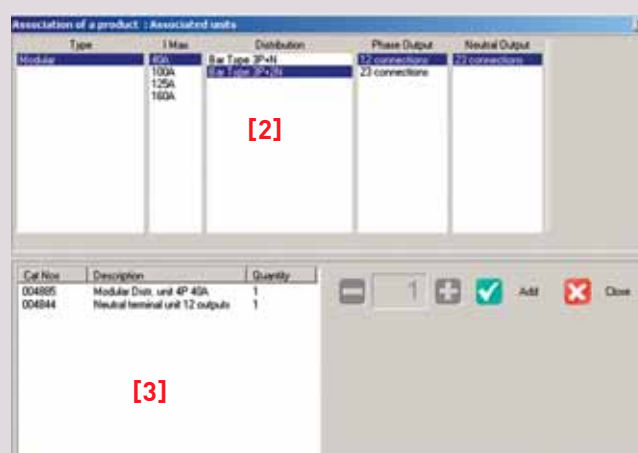 Association of a product : Associated units
Type I Max Distribution Phase Output Neutral Output
Modular 40A Bar Type 3P+N 12 connections 23 connections
100A Bar Type 3P+2N 23 connections
125A
160A
[2]
Cat Nos Description Quantity
004885 Modular Distr. unit 4P 40A 1
004844 Neutral terminal unit 12 outputs 1
1 Add Close
[3]